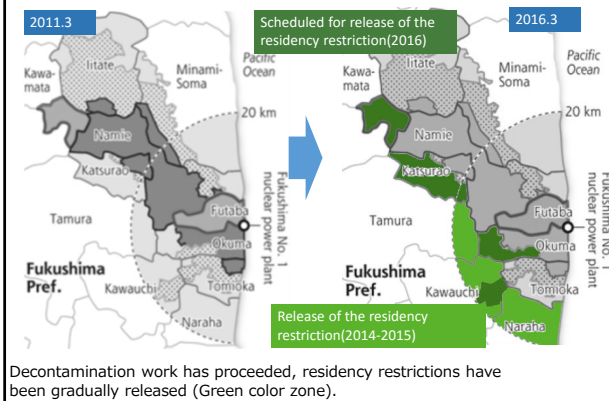 2011.3
Scheduled for release of the
residency restriction(2016)
2016.3
Pacific
Ocean
Iitate
Kawa-
mata
Minami-
Soma
20 km
Namie
Katsurao
Futaba
Tamura
Okuma
Fukushima No. 1
nuclear power plant
Fukushima
Pref.
Kawauchi
Tomioka
Naraha
Pacific
Ocean
Iitate
Kawa-
mata
Minami-
Soma
20 km
Namie
Katsurao
Futaba
Tamura
Okuma
Fukushima No. 1
nuclear power plant
Fukushima
Pref.
Kawauchi
Tomioka
Naraha
Release of the residency
restriction(2014-2015)
Decontamination work has proceeded, residency restrictions have
been gradually released (Green color zone).